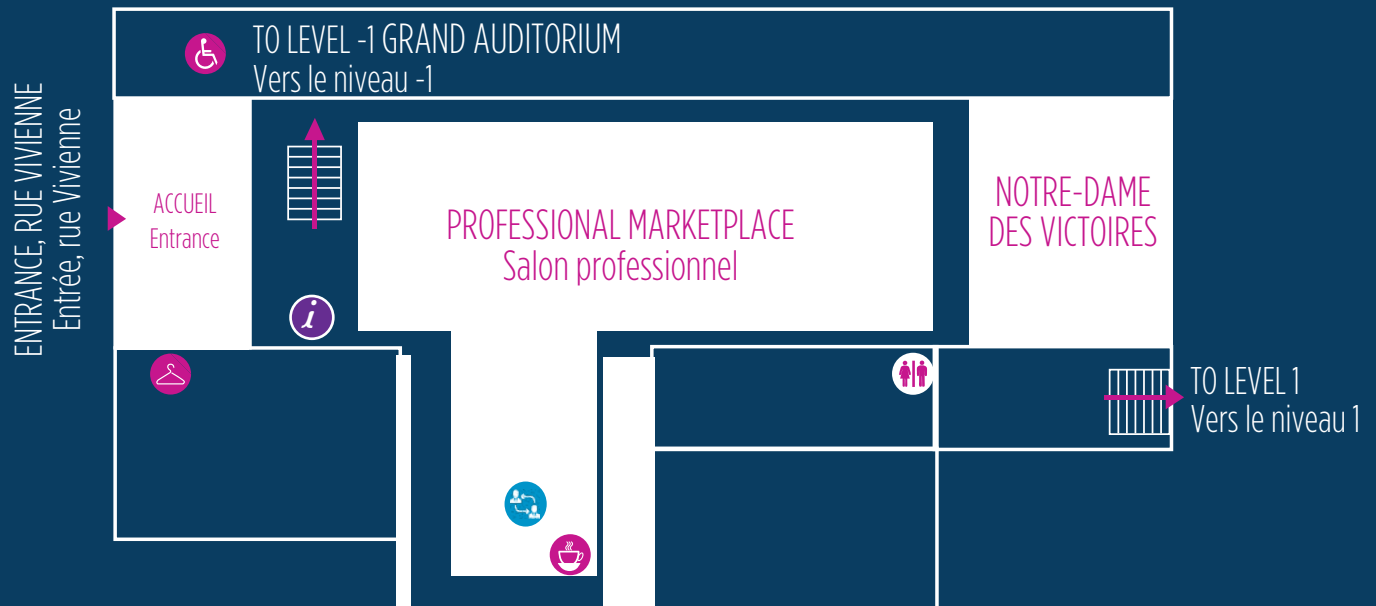 TO LEVEL -1 GRAND AUDITORIUM
Vers le niveau -1
ENTRANCE, RUE VIVIENNE
Entrée, rue Vivienne
ACCUEIL
Entrance
PROFESSIONAL MARKETPLACE
Salon professionnel
NOTRE-DAME
DES VICTOIRES
i
TO LEVEL 1
Vers le niveau 1